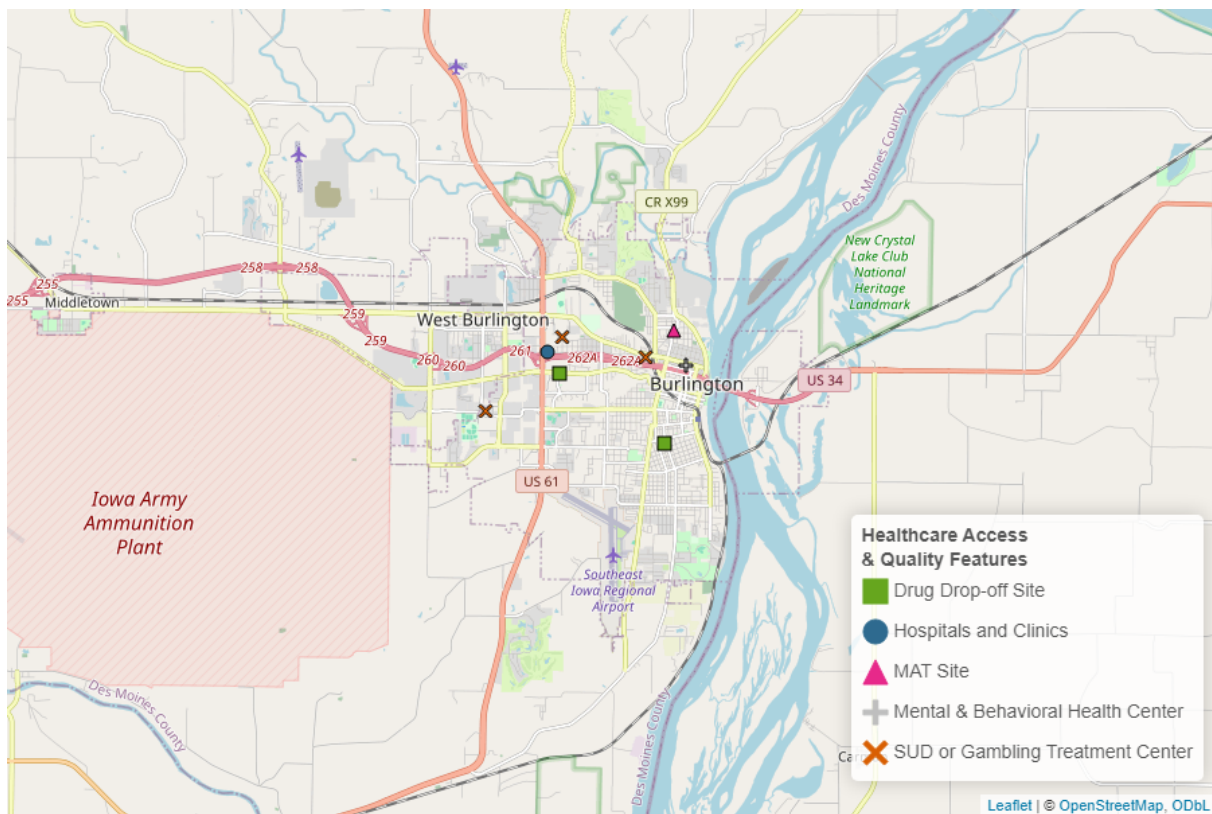 CR X99
Des Moines County
New Crystal
Lake Club
National
Heritage
Landmark
258
258
255
255
Middletown
259
259
West Burlington
260
260
261
262A
262A
Burlington
US 34
US 61
Iowa Army
Ammunition
Plant
Southeast
Iowa Regional
Airport
Des Moines County
Des Moines County
Car
Healthcare Access
& Quality Features
Drug Drop-off Site
Hospitals and Clinics
MAT Site
Mental & Behavioral Health Center
SUD or Gambling Treatment Center
Leaflet | © OpenStreetMap, ODbL